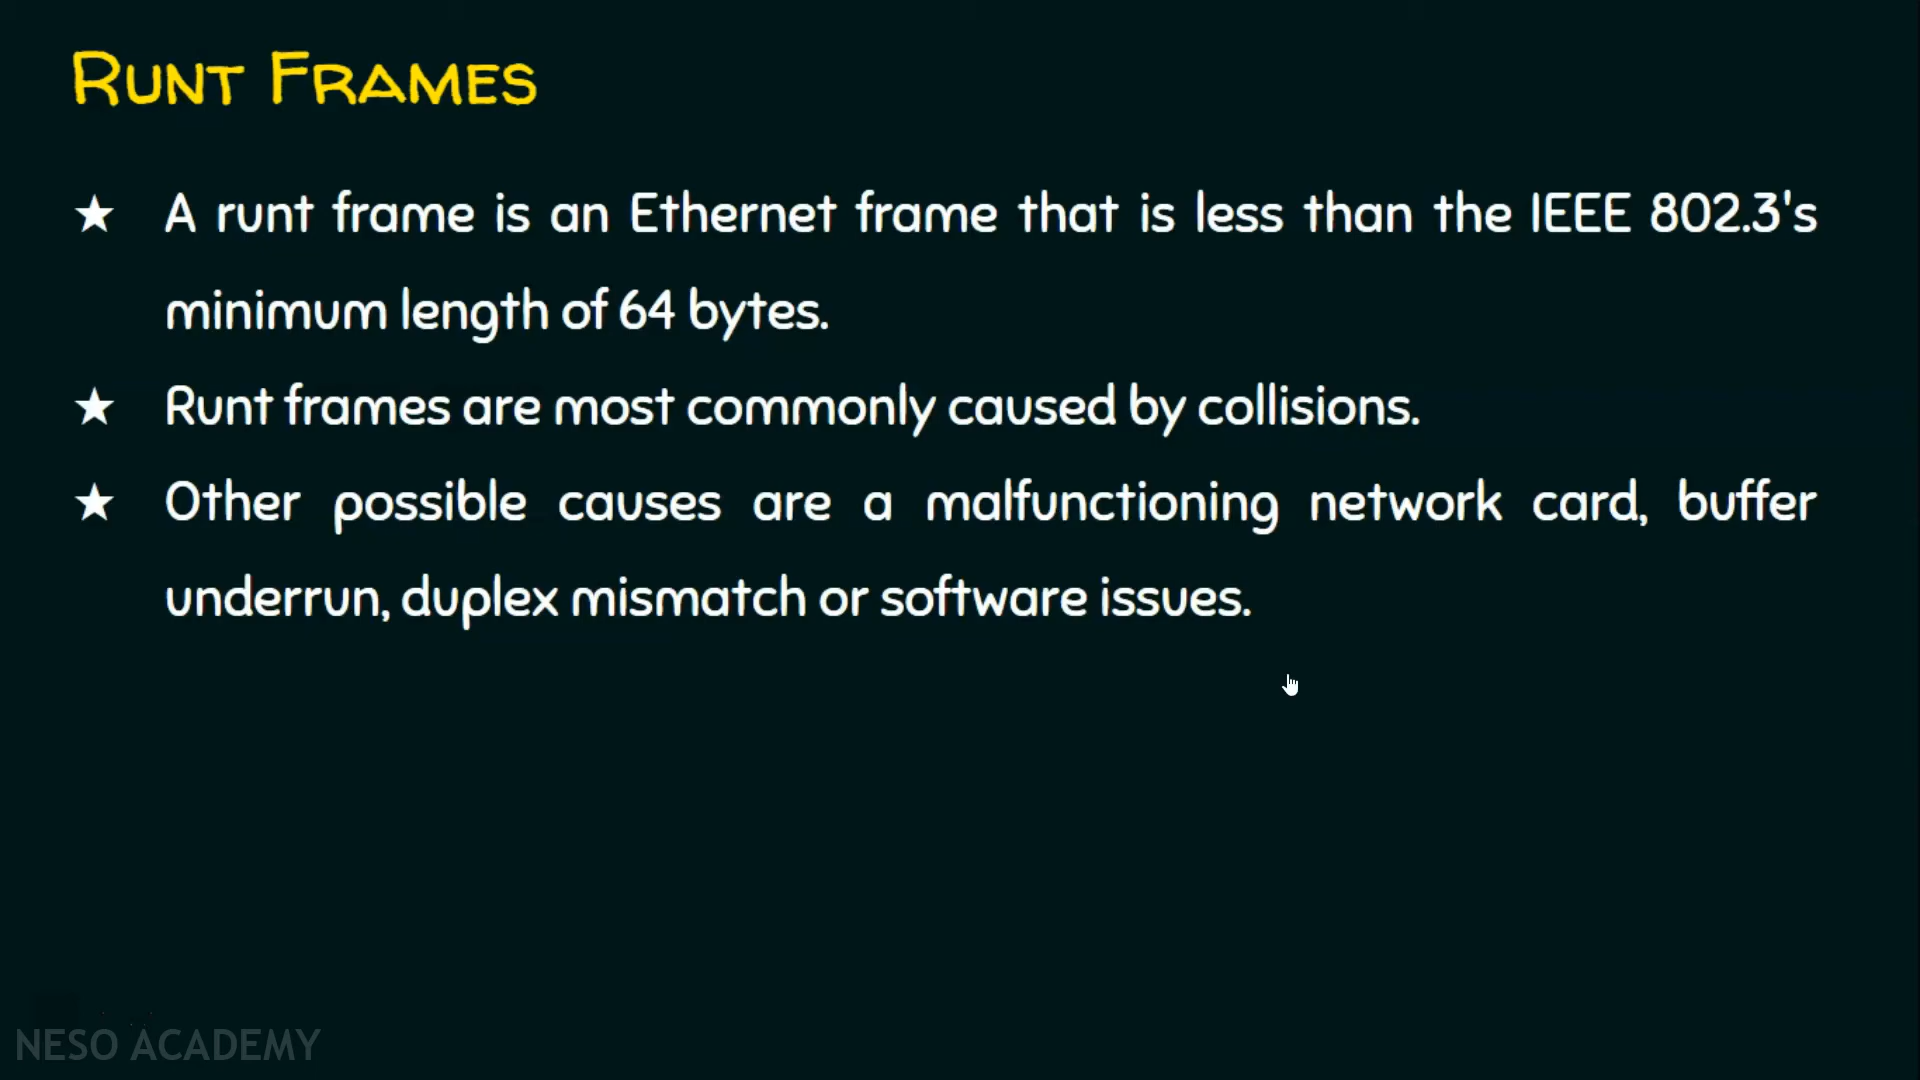 RUNT FRAMES
★ A runt frame is an Ethernet frame that is less than the IEEE 802.3's
minimum length of 64 bytes.
★ Runt frames are most commonly caused by collisions.
★ Other possible causes are a malfunctioning network card, buffer
underrun, duplex mismatch or software issues.
NESO ACADEMY